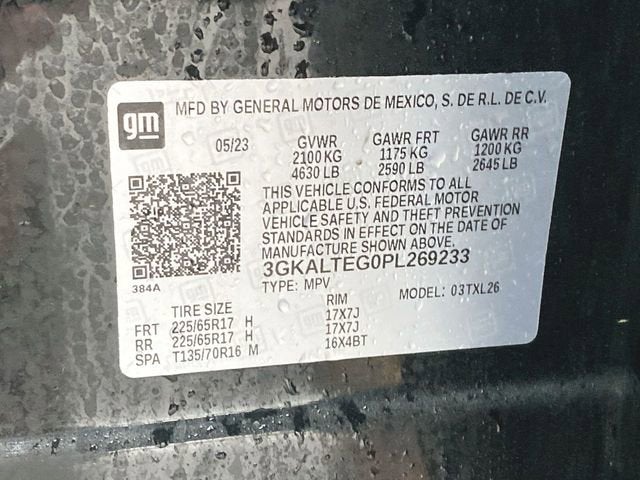 gm
MFD BY GENERAL MOTORS DE MEXICO, S. DE R.L. DE C.V.
05/23 GVWR GAWR FRT GAWR RR
2100 KG 1175 KG 1200 KG
4630 LB 2590 LB 2645 LB
THIS VEHICLE CONFORMS TO ALL
APPLICABLE U.S. FEDERAL MOTOR
VEHICLE SAFETY AND THEFT PREVENTION
STANDARDS IN EFFECT ON THE DATE OF
MANUFACTURE SHOWN ABOVE.
3GKALTEG0PL269233
384A
TYPE: MPV MODEL: 03TXL26
TIRE SIZE RIM
FRT 225/65R17 H 17X7J
RR 225/65R17 H 17X7J
SPA T135/70R16 M 16X4BT